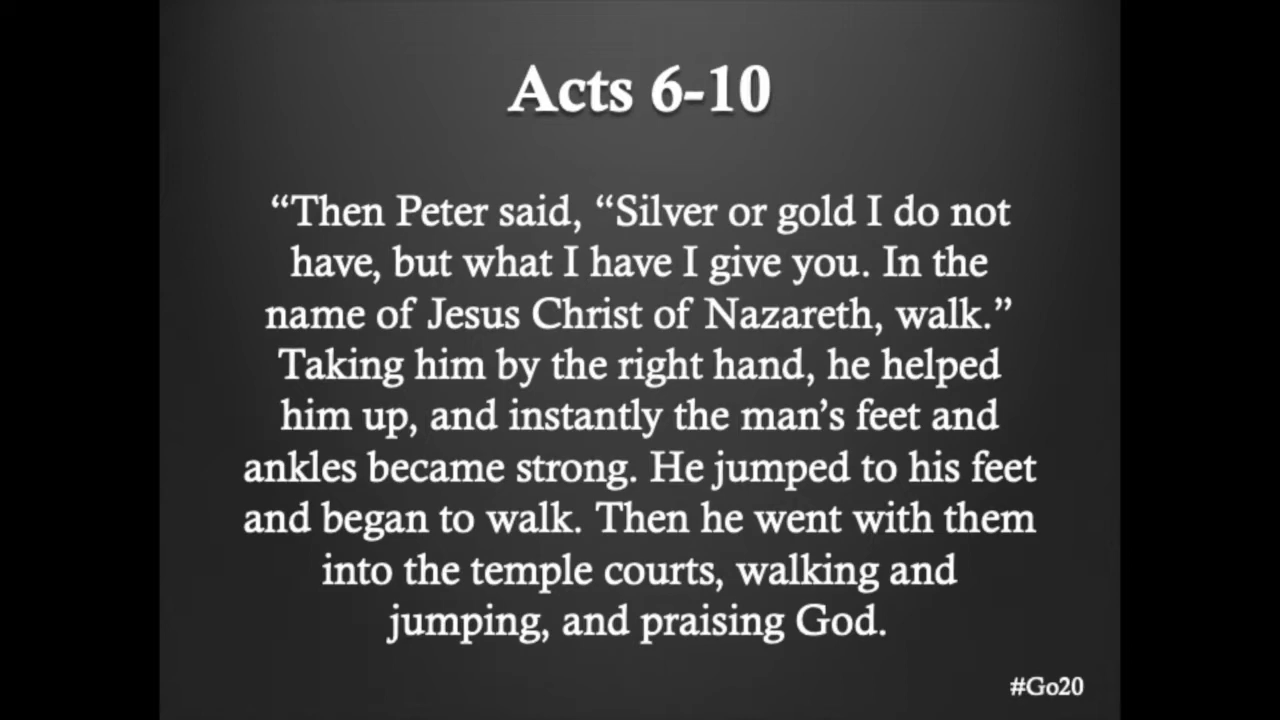 Acts 6-10
“Then Peter said, “Silver or gold I do not
have, but what I have I give you. In the
name of Jesus Christ of Nazareth, walk.”
Taking him by the right hand, he helped
him up, and instantly the man’s feet and
ankles became strong. He jumped to his feet
and began to walk. Then he went with them
into the temple courts, walking and
jumping, and praising God.
#Go20